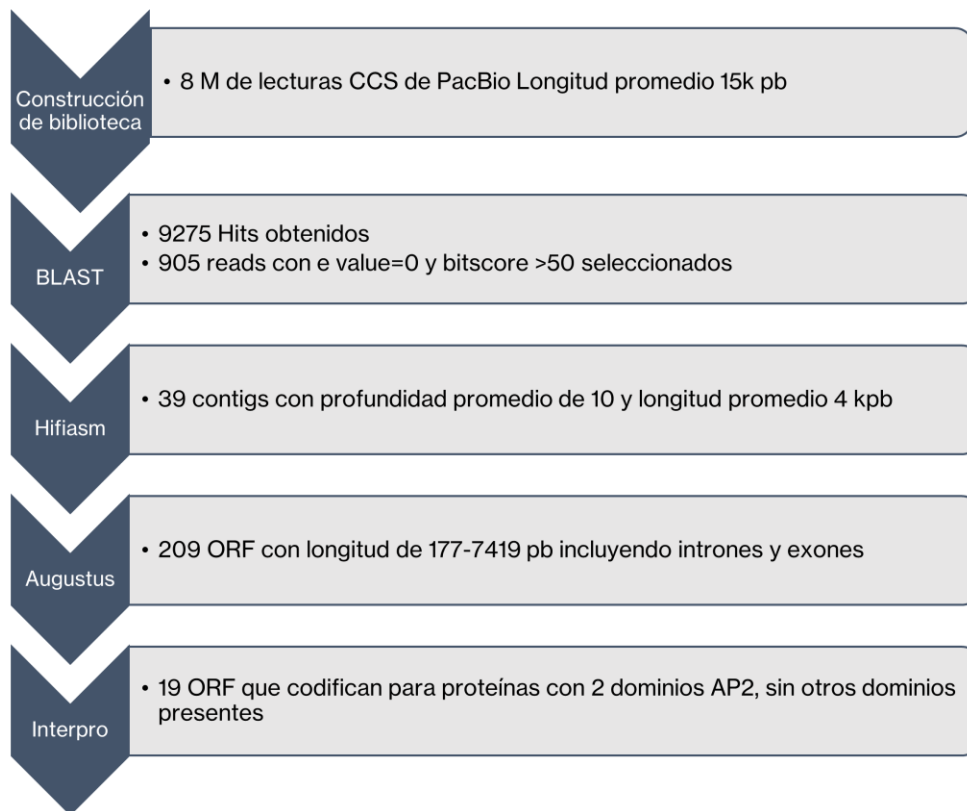 Construcción
de biblioteca
• 8 M de lecturas CCS de PacBio Longitud promedio 15k pb
BLAST
• 9275 Hits obtenidos
• 905 reads con e value=0 y bitscore >50 seleccionados
Hifiasm
• 39 contigs con profundidad promedio de 10 y longitud promedio 4 kpb
Augustus
• 209 ORF con longitud de 177-7419 pb incluyendo intrones y exones
Interpro
• 19 ORF que codifican para proteínas con 2 dominios AP2, sin otros dominios
presentes